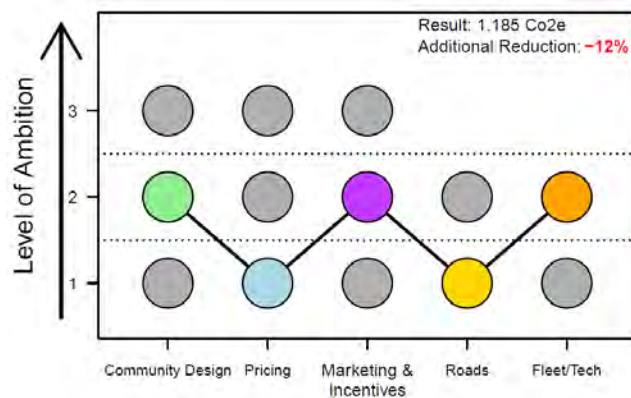 Result: 1.185 Co2e
Additional Reduction: −12%
Level of Ambition
3
2
1
Community Design
Pricing
Marketing &
Incentives
Roads
Fleet/Tech